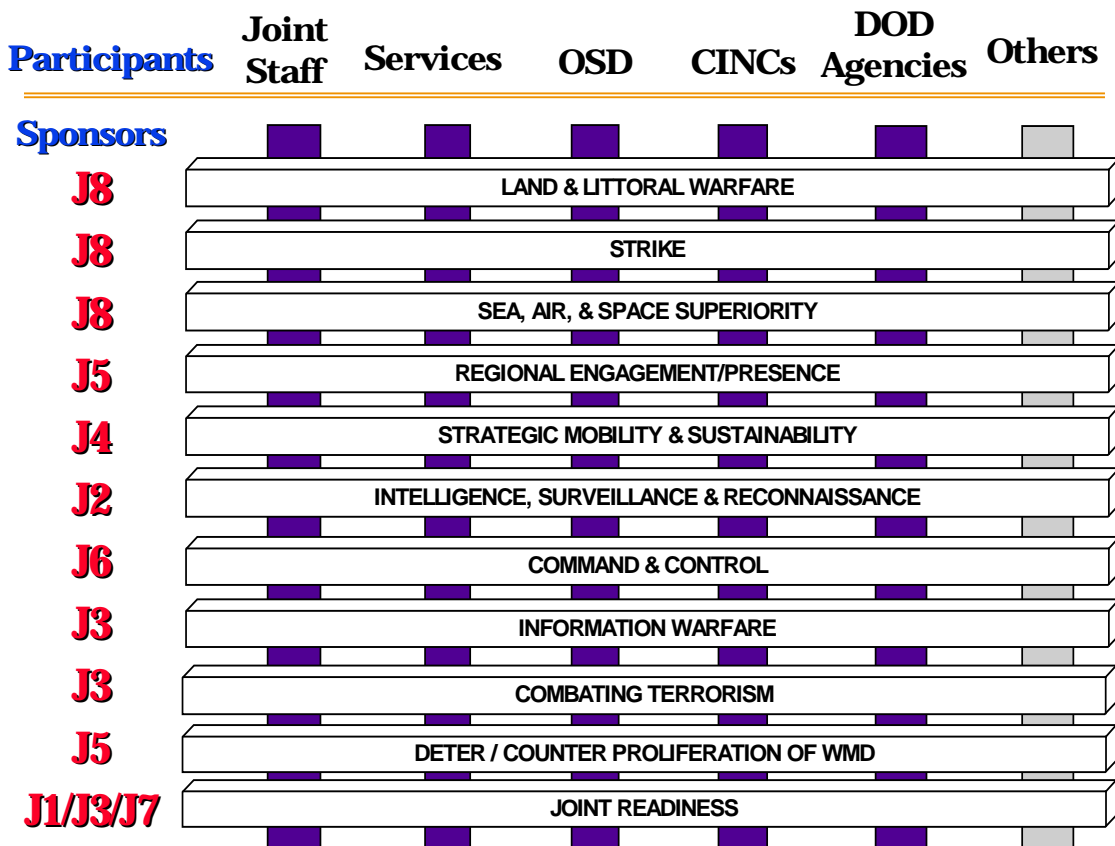 Participants
Joint Staff
Services
OSD
CINCs
DOD Agencies
Others
Sponsors
J8 LAND & LITTORAL WARFARE
J8 STRIKE
J8 SEA, AIR, & SPACE SUPERIORITY
J5 REGIONAL ENGAGEMENT/PRESENCE
J4 STRATEGIC MOBILITY & SUSTAINABILITY
J2 INTELLIGENCE, SURVEILLANCE & RECONNAISSANCE
J6 COMMAND & CONTROL
J3 INFORMATION WARFARE
J3 COMBATING TERRORISM
J5 DETER / COUNTER PROLIFERATION OF WMD
J1/J3/J7 JOINT READINESS